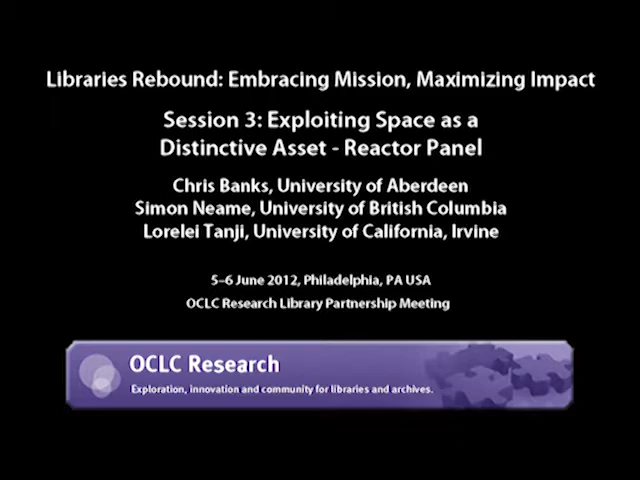 Libraries Rebound: Embracing Mission, Maximizing Impact
Session 3: Exploiting Space as a
Distinctive Asset - Reactor Panel
Chris Banks, University of Aberdeen
Simon Neame, University of British Columbia
Lorelei Tanji, University of California, Irvine
5–6 June 2012, Philadelphia, PA USA
OCLC Research Library Partnership Meeting
OCLC Research
Exploration, innovation and community for libraries and archives.